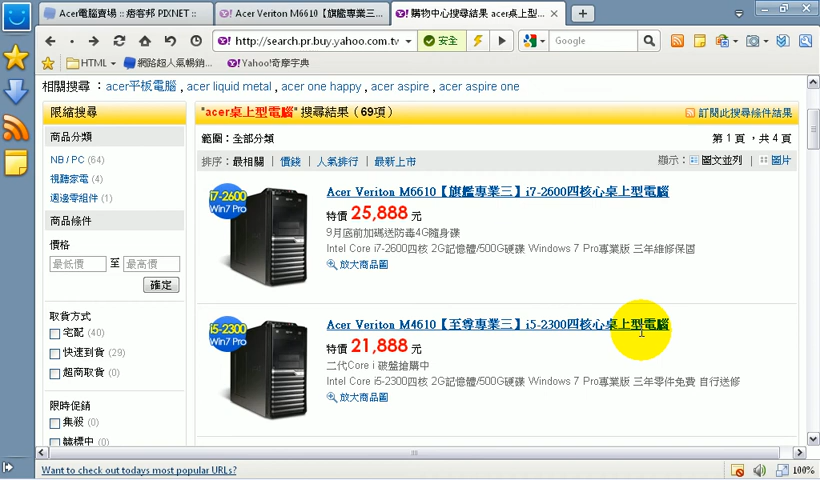 Acer電腦賣場 :: 痞客邦 PIXNET ::
Acer Veriton M6610【旗艦專業三...
購物中心搜尋結果 acer桌上型...
http://search.pr.buy.yahoo.com.tw/
安全
Google
HTML
網路超人氣暢銷...
Yahoo!奇摩字典
相關搜尋：acer平板電腦 , acer liquid metal , acer one happy , acer aspire , acer aspire one
限縮搜尋
"acer桌上型電腦" 搜尋結果（69項）
訂閱此搜尋條件結果
商品分類
範圍：全部分類
第 1 頁，共 4 頁
NB / PC (64)
排序：最相關 | 價錢 | 人氣排行 | 最新上市
顯示： 圖文並列 | 圖片
視聽家電 (4)
週邊零組件 (1)
商品條件
價格
最低價 至 最高價
確定
i7-2600
Win7 Pro
Acer Veriton M6610【旗艦專業三】i7-2600四核心桌上型電腦
特價 25,888 元
9月底前加碼送防毒4G隨身碟
Intel Core i7-2600四核 2G記憶體/500G硬碟 Windows 7 Pro專業版 三年維修保固
放大商品圖
取貨方式
宅配 (40)
快速到貨 (29)
超商取貨 (0)
i5-2300
Win7 Pro
Acer Veriton M4610【至尊專業三】i5-2300四核心桌上型電腦
特價 21,888 元
二代Core i 破盤搶購中
Intel Core i5-2300四核 2G記憶體/500G硬碟 Windows 7 Pro專業版 三年零件免費 自行送修
放大商品圖
限時促銷
集殺 (0)
競標中 (0)
Want to check out todays most popular URLs?
100%